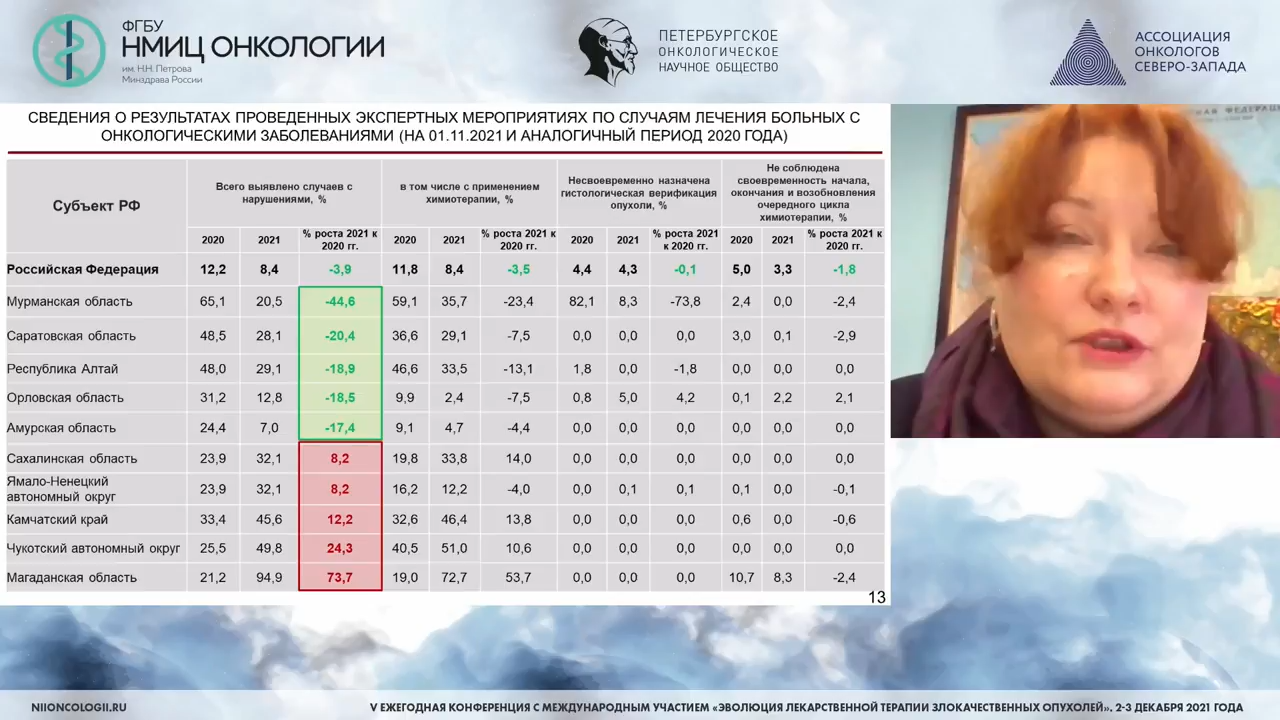 ФГБУ
НМИЦ ОНКОЛОГИИ
им. Н.Н. Петрова
Минздрава России
ПЕТЕРБУРГСКОЕ
ОНКОЛОГИЧЕСКОЕ
НАУЧНОЕ ОБЩЕСТВО
АССОЦИАЦИЯ
ОНКОЛОГОВ
СЕВЕРО-ЗАПАДА
СВЕДЕНИЯ О РЕЗУЛЬТАТАХ ПРОВЕДЕННЫХ ЭКСПЕРТНЫХ МЕРОПРИЯТИЯХ ПО СЛУЧАЯМ ЛЕЧЕНИЯ БОЛЬНЫХ С
ОНКОЛОГИЧЕСКИМИ ЗАБОЛЕВАНИЯМИ (НА 01.11.2021 И АНАЛОГИЧНЫЙ ПЕРИОД 2020 ГОДА)
Субъект РФ
Всего выявлено случаев с
нарушениями, %
в том числе с применением
химиотерапии, %
Несвоевременно назначена
гистологическая верификация
опухоли, %
Не соблюдена
своевременность начала,
окончания и возобновления
очередного цикла
химиотерапии, %
2020 2021 % роста 2021 к 2020 гг. 2020 2021 % роста 2021 к 2020 гг. 2020 2021 % роста 2021 к 2020 гг. 2020 2021 % роста 2021 к 2020 гг.
Российская Федерация 12,2 8,4 -3,9 11,8 8,4 -3,5 4,4 4,3 -0,1 5,0 3,3 -1,8
Мурманская область 65,1 20,5 -44,6 59,1 35,7 -23,4 82,1 8,3 -73,8 2,4 0,0 -2,4
Саратовская область 48,5 28,1 -20,4 36,6 29,1 -7,5 0,0 0,0 0,0 3,0 0,1 -2,9
Республика Алтай 48,0 29,1 -18,9 46,6 33,5 -13,1 1,8 0,0 -1,8 0,0 0,0 0,0
Орловская область 31,2 12,8 -18,5 9,9 2,4 -7,5 0,8 5,0 4,2 0,1 2,2 2,1
Амурская область 24,4 7,0 -17,4 9,1 4,7 -4,4 0,0 0,0 0,0 0,0 0,0 0,0
Сахалинская область 23,9 32,1 8,2 19,8 33,8 14,0 0,0 0,0 0,0 0,0 0,0 0,0
Ямало-Ненецкий
автономный округ 23,9 32,1 8,2 16,2 12,2 -4,0 0,0 0,1 0,1 0,1 0,0 -0,1
Камчатский край 33,4 45,6 12,2 32,6 46,4 13,8 0,0 0,0 0,0 0,6 0,0 -0,6
Чукотский автономный округ 25,5 49,8 24,3 40,5 51,0 10,6 0,0 0,0 0,0 0,0 0,0 0,0
Магаданская область 21,2 94,9 73,7 19,0 72,7 53,7 0,0 0,0 0,0 10,7 8,3 -2,4
13
NIIONCOLOGII.RU
V ЕЖЕГОДНАЯ КОНФЕРЕНЦИЯ С МЕЖДУНАРОДНЫМ УЧАСТИЕМ «ЭВОЛЮЦИЯ ЛЕКАРСТВЕННОЙ ТЕРАПИИ ЗЛОКАЧЕСТВЕННЫХ ОПУХОЛЕЙ». 2-3 ДЕКАБРЯ 2021 ГОДА